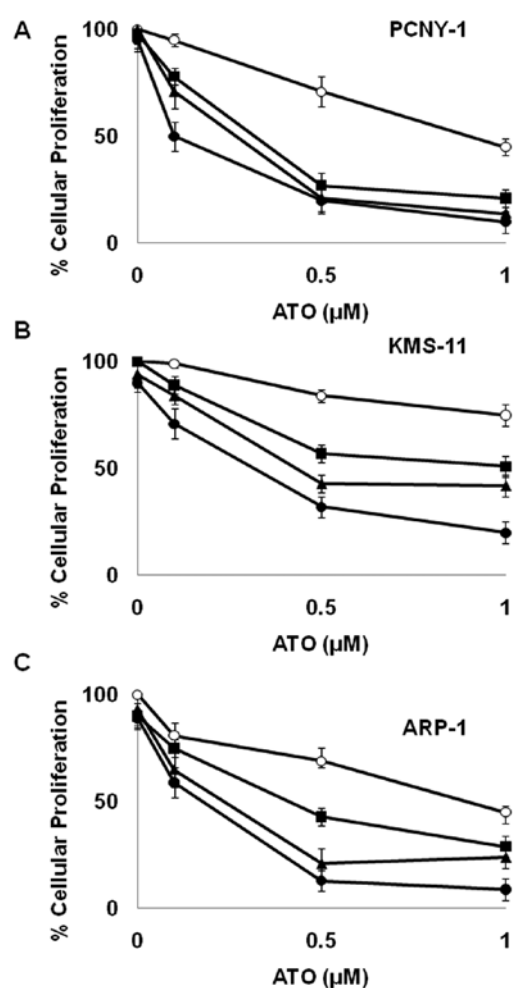 A
PCNY-1
% Cellular Proliferation
100
50
0
0
0.5
1
ATO (µM)
B
KMS-11
% Cellular Proliferation
100
50
0
0
0.5
1
ATO (µM)
C
ARP-1
% Cellular Proliferation
100
50
0
0
0.5
1
ATO (µM)